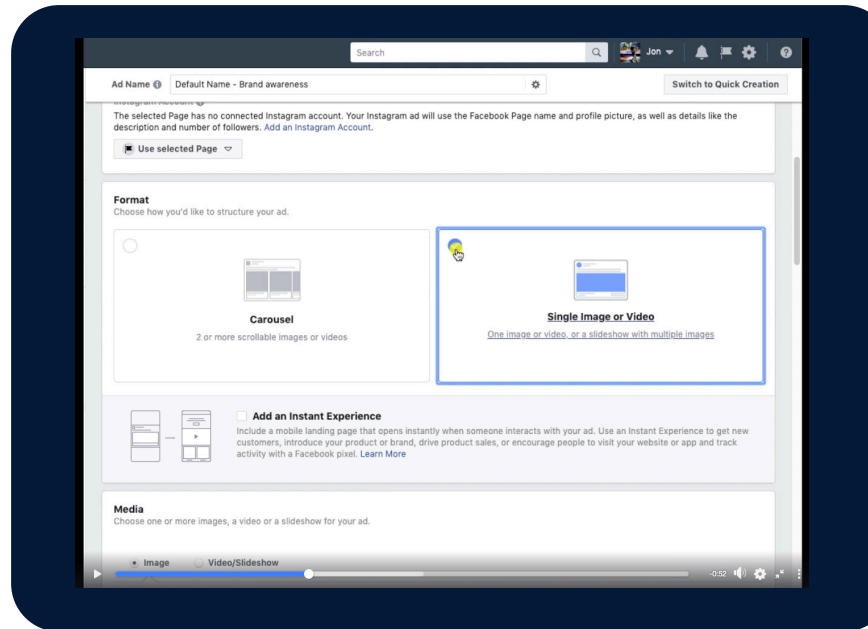 Search
Jon
Ad Name
Default Name - Brand awareness
Switch to Quick Creation
Instagram Account
The selected Page has no connected Instagram account. Your Instagram ad will use the Facebook Page name and profile picture, as well as details like the
description and number of followers. Add an Instagram Account.
Use selected Page
Format
Choose how you'd like to structure your ad.
Carousel
2 or more scrollable images or videos
Single Image or Video
One image or video, or a slideshow with multiple images
Add an Instant Experience
Include a mobile landing page that opens instantly when someone interacts with your ad. Use an Instant Experience to get new
customers, introduce your product or brand, drive product sales, or encourage people to visit your website or app and track
activity with a Facebook pixel. Learn More
Media
Choose one or more images, a video or a slideshow for your ad.
Image
Video/Slideshow
-0:52